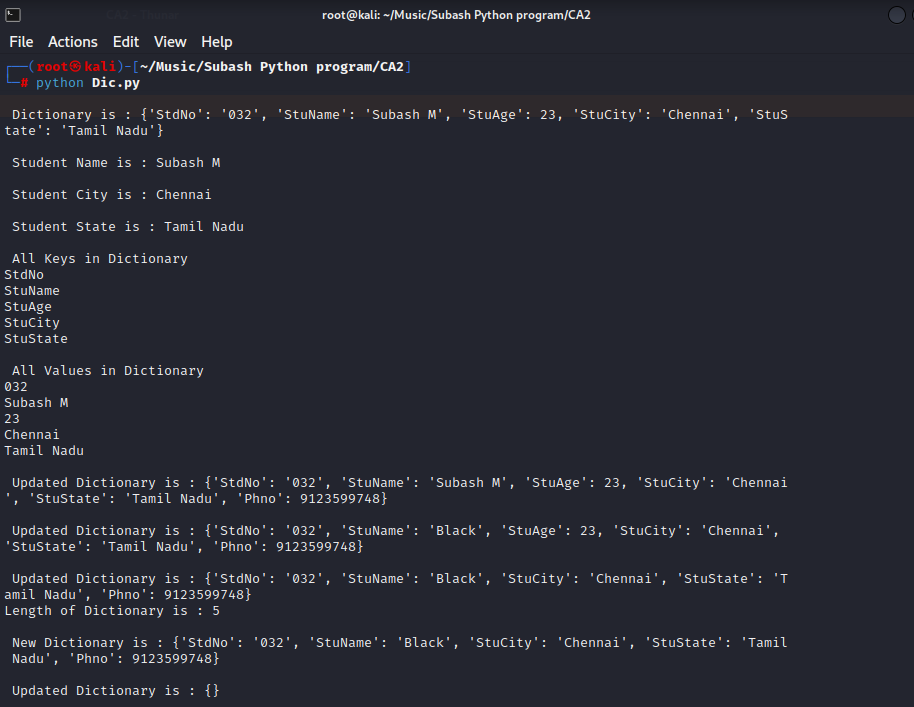 root@kali: ~/Music/Subash Python program/CA2
File Actions Edit View Help
┌──(root㉿kali)-[~/Music/Subash Python program/CA2]
└─# python Dic.py
Dictionary is : {'StdNo': '032', 'StuName': 'Subash M', 'StuAge': 23, 'StuCity': 'Chennai', 'StuS
tate': 'Tamil Nadu'}
Student Name is : Subash M
Student City is : Chennai
Student State is : Tamil Nadu
All Keys in Dictionary
StdNo
StuName
StuAge
StuCity
StuState
All Values in Dictionary
032
Subash M
23
Chennai
Tamil Nadu
Updated Dictionary is : {'StdNo': '032', 'StuName': 'Subash M', 'StuAge': 23, 'StuCity': 'Chennai
', 'StuState': 'Tamil Nadu', 'Phno': 9123599748}
Updated Dictionary is : {'StdNo': '032', 'StuName': 'Black', 'StuAge': 23, 'StuCity': 'Chennai',
'StuState': 'Tamil Nadu', 'Phno': 9123599748}
Updated Dictionary is : {'StdNo': '032', 'StuName': 'Black', 'StuCity': 'Chennai', 'StuState': 'T
amil Nadu', 'Phno': 9123599748}
Length of Dictionary is : 5
New Dictionary is : {'StdNo': '032', 'StuName': 'Black', 'StuCity': 'Chennai', 'StuState': 'Tamil
Nadu', 'Phno': 9123599748}
Updated Dictionary is : {}